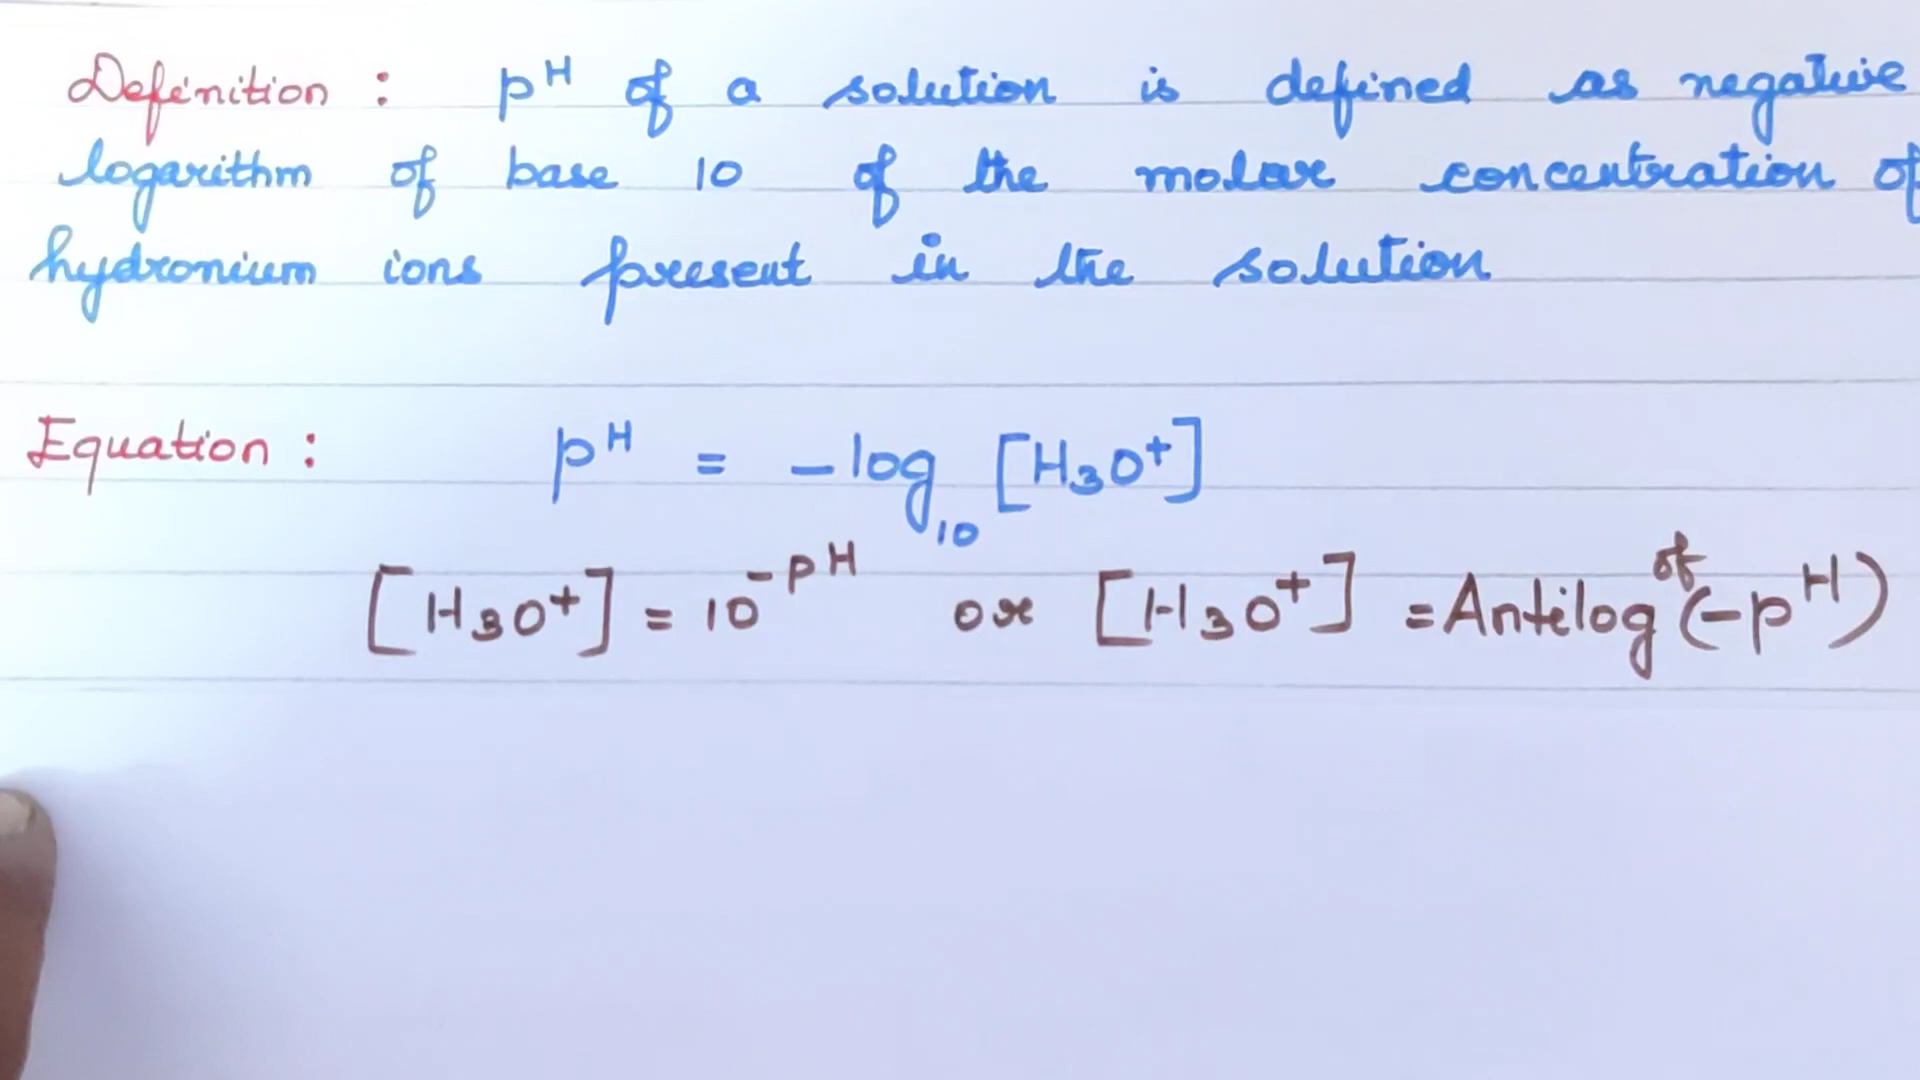 Definition : pᴴ of a solution is defined as negative
logarithm of base 10 of the molar concentration of
hydronium ions present in the solution
Equation : pᴴ = -log₁₀ [H₃O⁺]
[H₃O⁺] = 10⁻ᵖᴴ or [H₃O⁺] = Antilog of (-pᴴ)